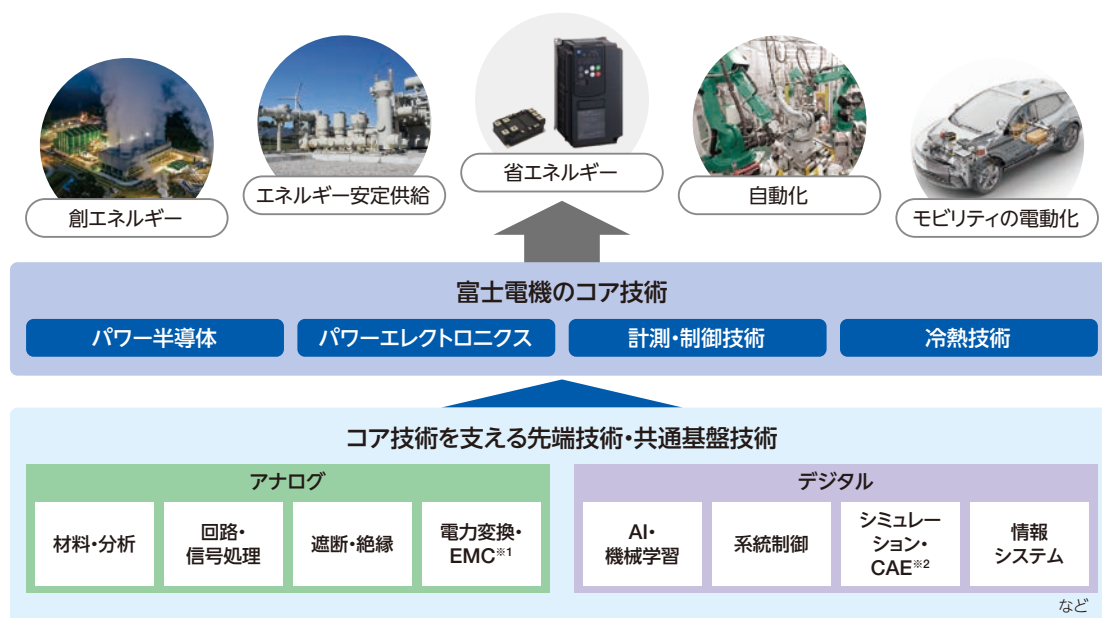 創エネルギー
エネルギー安定供給
省エネルギー
自動化
モビリティの電動化
富士電機のコア技術
パワー半導体
パワーエレクトロニクス
計測・制御技術
冷熱技術
コア技術を支える先端技術・共通基盤技術
アナログ
材料・分析
回路・
信号処理
遮断・絶縁
電力変換・
EMC※1
デジタル
AI・
機械学習
系統制御
シミュレー
ション・
CAE※2
情報
システム
など